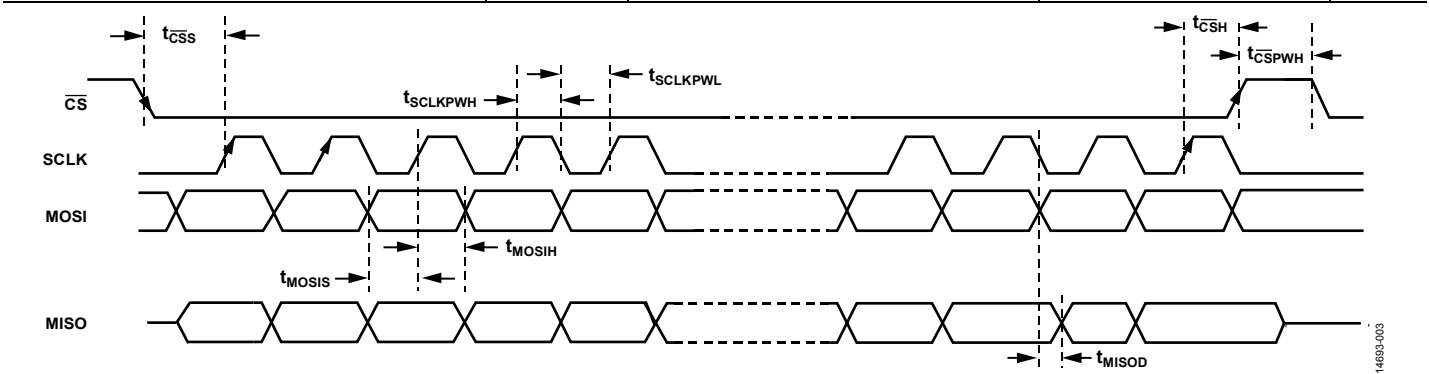 tCSS
tCSH
tCSPWH
tSCLKPWL
tSCLKPWH
CS
SCLK
MOSI
tMOSIH
tMOSIS
MISO
tMISOD
14693-003